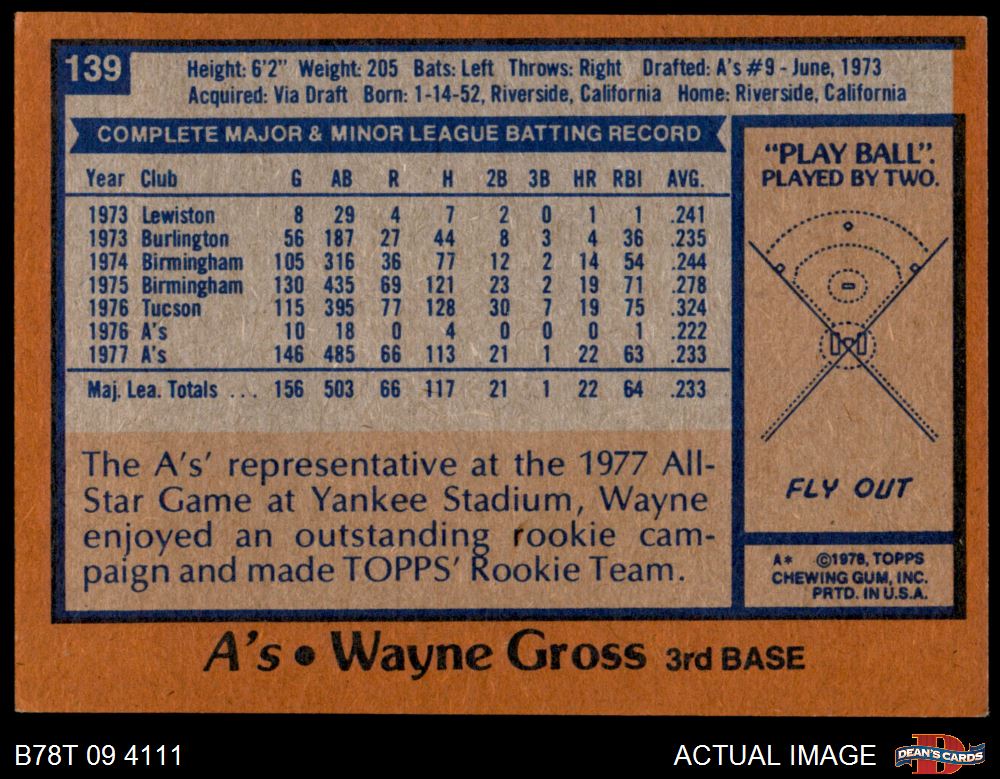 139
Height: 6'2" Weight: 205 Bats: Left Throws: Right Drafted: A's #9 - June, 1973
Acquired: Via Draft Born: 1-14-52, Riverside, California Home: Riverside, California
COMPLETE MAJOR & MINOR LEAGUE BATTING RECORD
Year Club G AB R H 2B 3B HR RBI AVG.
1973 Lewiston 8 29 4 7 2 0 1 1 .241
1973 Burlington 56 187 27 44 8 3 4 36 .235
1974 Birmingham 105 316 36 77 12 2 14 54 .244
1975 Birmingham 130 435 69 121 23 2 19 71 .278
1976 Tucson 115 395 77 128 30 7 19 75 .324
1976 A's 10 18 0 4 0 0 0 1 .222
1977 A's 146 485 66 113 21 1 22 63 .233
Maj. Lea. Totals ... 156 503 66 117 21 1 22 64 .233
The A's' representative at the 1977 All-
Star Game at Yankee Stadium, Wayne
enjoyed an outstanding rookie cam-
paign and made TOPPS' Rookie Team.
"PLAY BALL".
PLAYED BY TWO.
FLY OUT
A* ©1978, TOPPS
CHEWING GUM, INC.
PRTD. IN U.S.A.
A's • Wayne Gross 3rd BASE
B78T 09 4111
ACTUAL IMAGE
D
DEAN'S CARDS